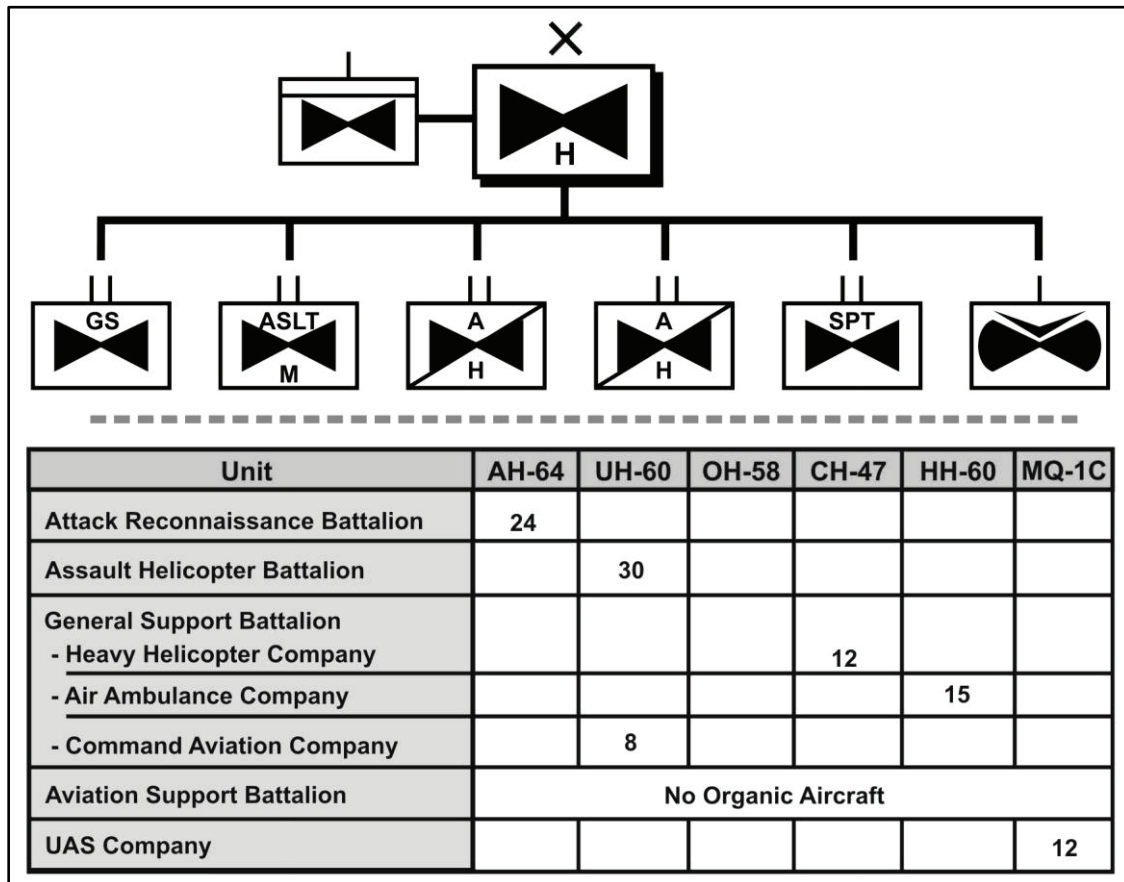 H
GS
ASLT
M
A
H
A
H
SPT
Unit AH-64 UH-60 OH-58 CH-47 HH-60 MQ-1C
Attack Reconnaissance Battalion 24
Assault Helicopter Battalion 30
General Support Battalion
- Heavy Helicopter Company 12
- Air Ambulance Company 15
- Command Aviation Company 8
Aviation Support Battalion No Organic Aircraft
UAS Company 12